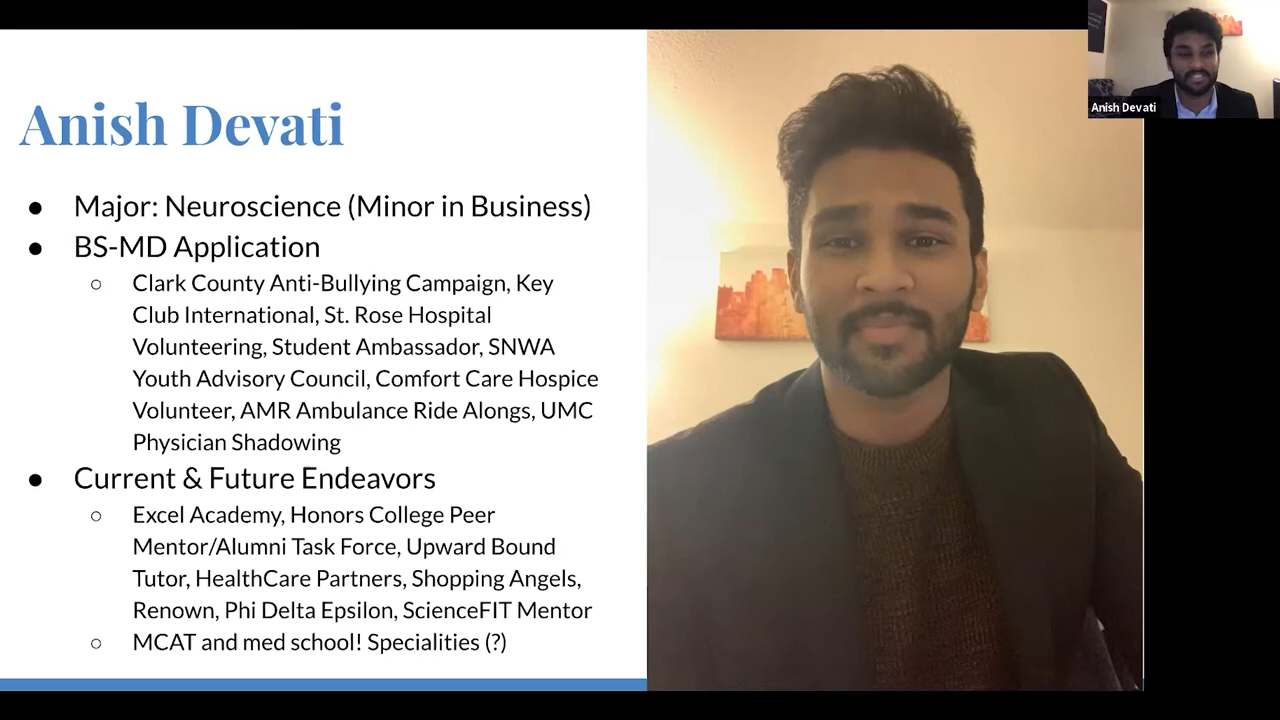 Anish Devati
● Major: Neuroscience (Minor in Business)
● BS-MD Application
○ Clark County Anti-Bullying Campaign, Key
Club International, St. Rose Hospital
Volunteering, Student Ambassador, SNWA
Youth Advisory Council, Comfort Care Hospice
Volunteer, AMR Ambulance Ride Alongs, UMC
Physician Shadowing
● Current & Future Endeavors
○ Excel Academy, Honors College Peer
Mentor/Alumni Task Force, Upward Bound
Tutor, HealthCare Partners, Shopping Angels,
Renown, Phi Delta Epsilon, ScienceFIT Mentor
○ MCAT and med school! Specialities (?)
Anish Devati